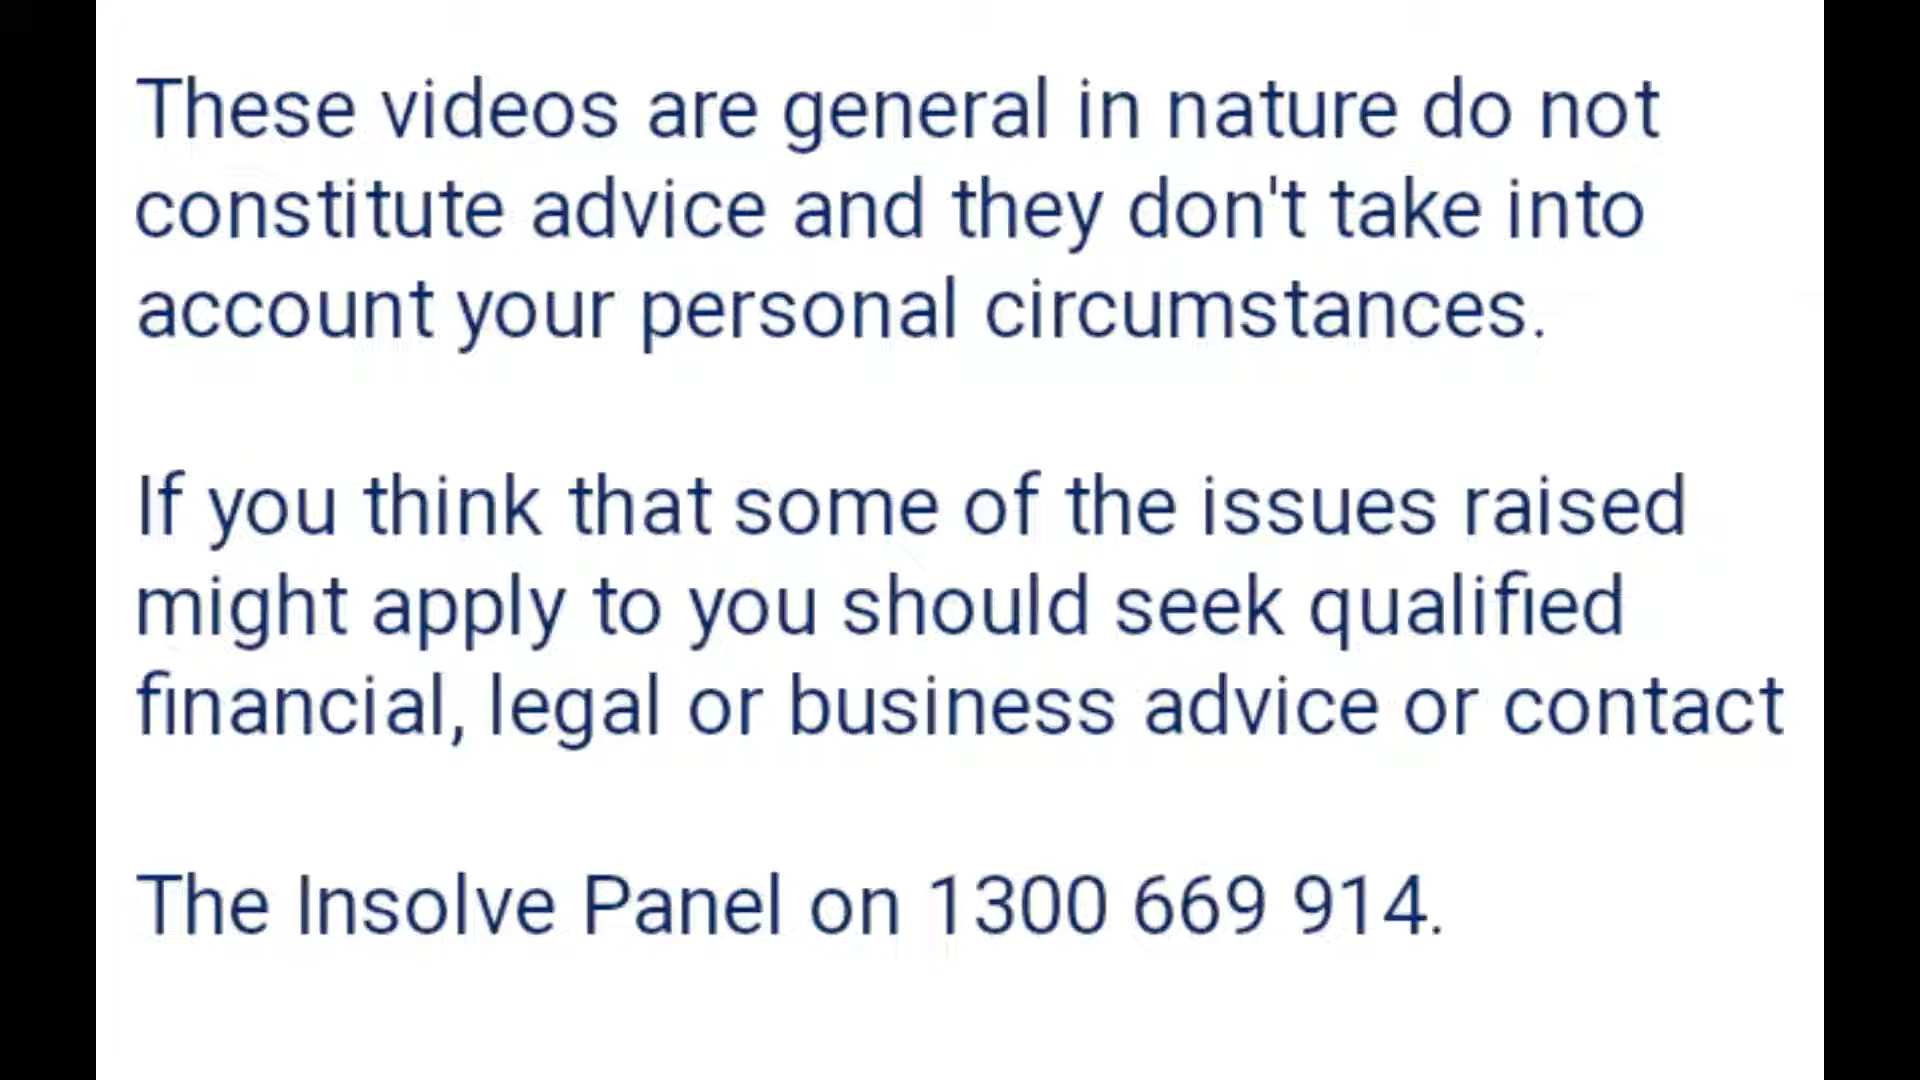 These videos are general in nature do not
constitute advice and they don't take into
account your personal circumstances.
If you think that some of the issues raised
might apply to you should seek qualified
financial, legal or business advice or contact
The Insolve Panel on 1300 669 914.